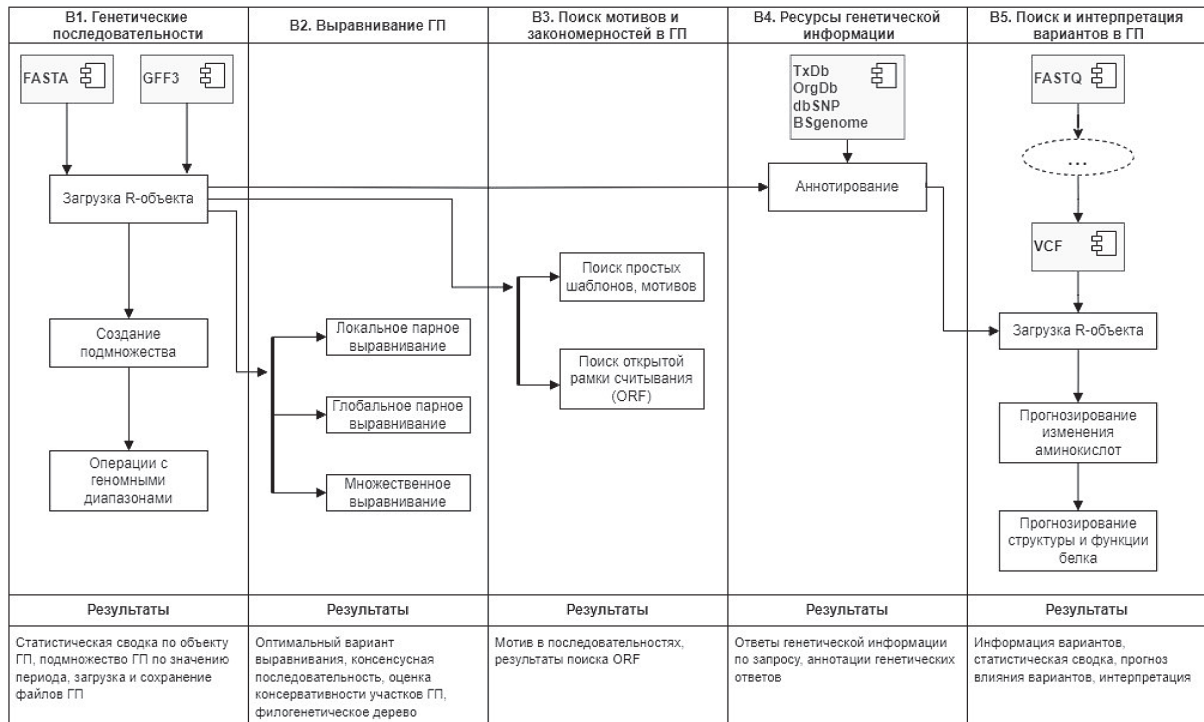 B1. Генетические
последовательности
FASTA
GFF3
Загрузка R-объекта
Создание
подмножества
Операции с
геномными
диапазонами
Результаты
Статистическая сводка по объекту
ГП, подмножество ГП по значению
периода, загрузка и сохранение
файлов ГП
B2. Выравнивание ГП
Локальное парное
выравнивание
Глобальное парное
выравнивание
Множественное
выравнивание
Результаты
Оптимальный вариант
выравнивания, консенсусная
последовательность, оценка
консервативности участков ГП,
филогенетическое дерево
B3. Поиск мотивов и
закономерностей в ГП
Поиск простых
шаблонов, мотивов
Поиск открытой
рамки считывания
(ORF)
Результаты
Мотив в последовательностях,
результаты поиска ORF
B4. Ресурсы генетической
информации
TxDb
OrgDb
dbSNP
BSgenome
Аннотирование
Результаты
Ответы генетической информации
по запросу, аннотации генетических
ответов
B5. Поиск и интерпретация
вариантов в ГП
FASTQ
...
VCF
Загрузка R-объекта
Прогнозирование
изменения
аминокислот
Прогнозирование
структуры и функции
белка
Результаты
Информация вариантов,
статистическая сводка, прогноз
влияния вариантов, интерпретация